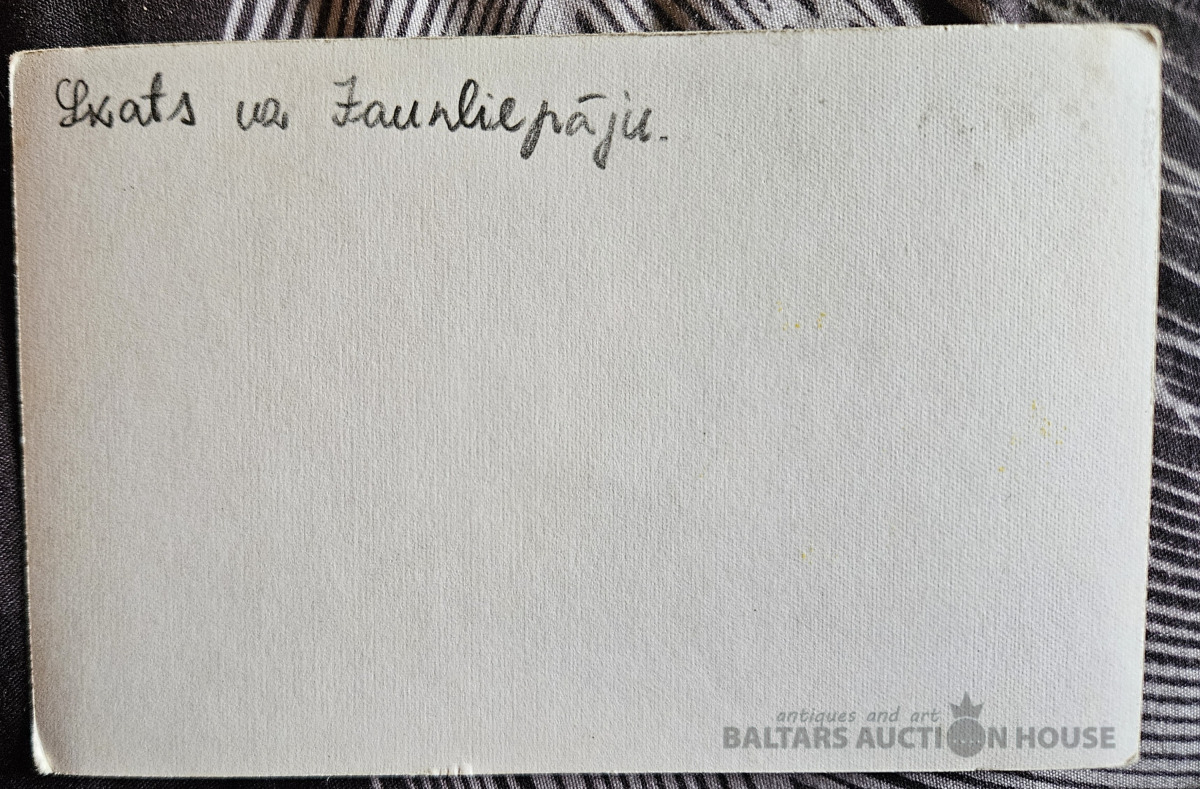 Skats uz Jaunliepāju.
antiques and art
BALTARS AUCTION HOUSE